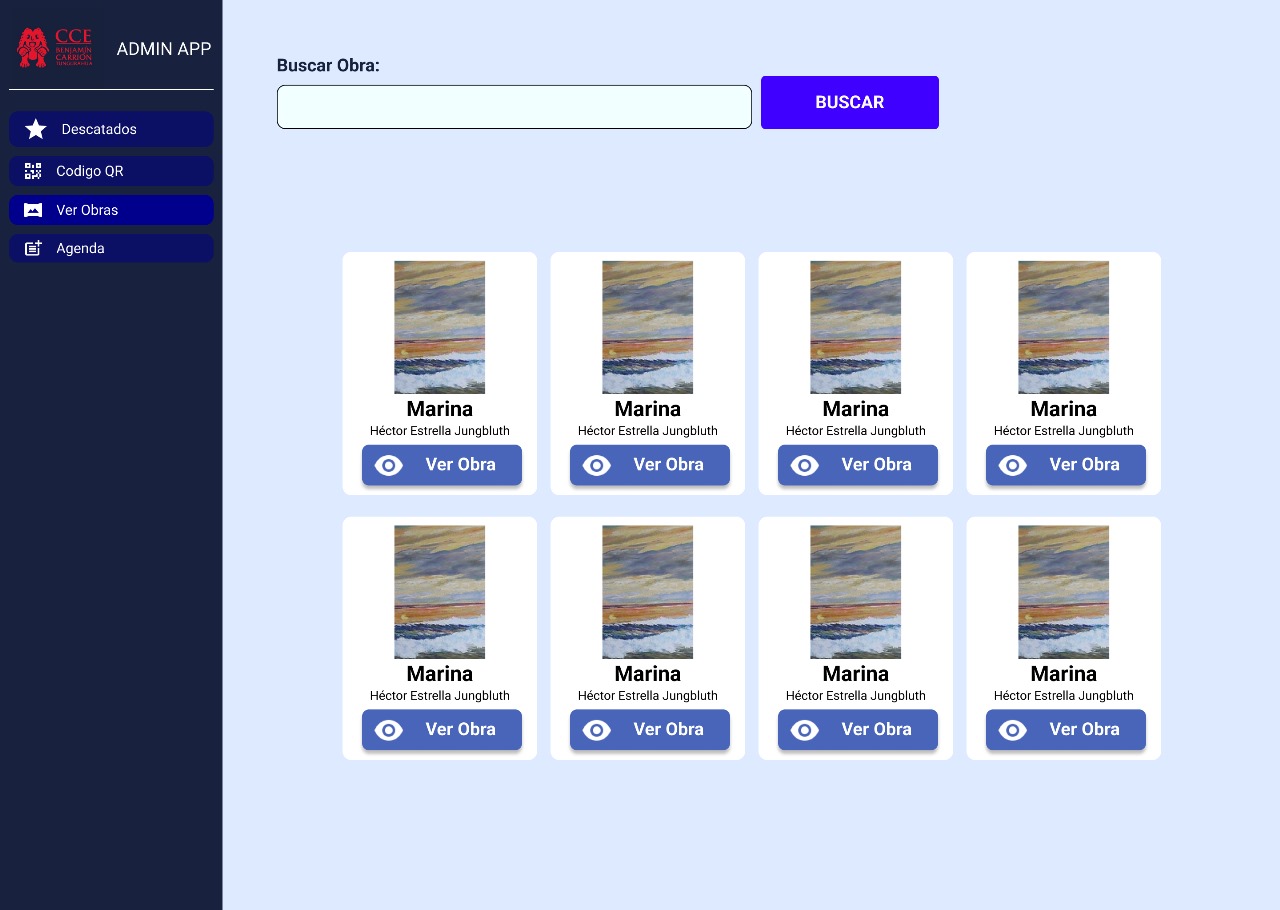 CCE
BENJAMÍN
CARRIÓN
TUNGURAHUA
ADMIN APP
Descatados
Codigo QR
Ver Obras
Agenda
Buscar Obra:
BUSCAR
Marina
Héctor Estrella Jungbluth
Ver Obra
Marina
Héctor Estrella Jungbluth
Ver Obra
Marina
Héctor Estrella Jungbluth
Ver Obra
Marina
Héctor Estrella Jungbluth
Ver Obra
Marina
Héctor Estrella Jungbluth
Ver Obra
Marina
Héctor Estrella Jungbluth
Ver Obra
Marina
Héctor Estrella Jungbluth
Ver Obra
Marina
Héctor Estrella Jungbluth
Ver Obra